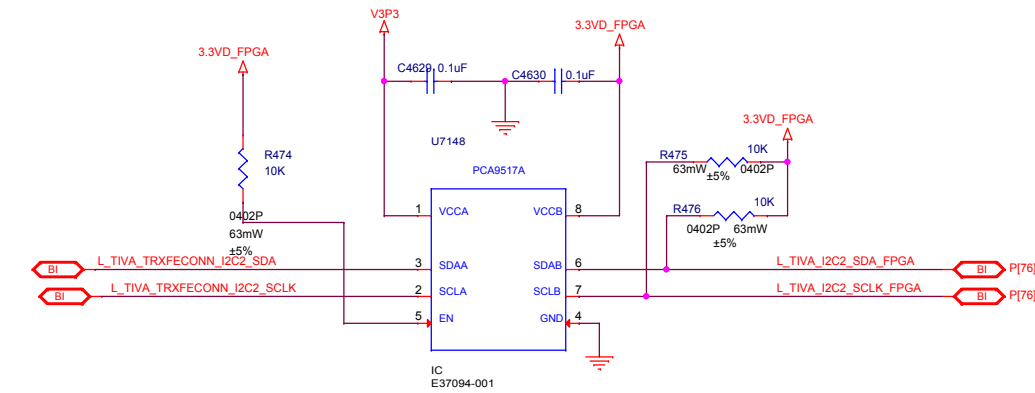 V3P3
3.3VD_FPGA
3.3VD_FPGA
C4629 0.1uF
C4630 0.1uF
3.3VD_FPGA
U7148
R474
10K
PCA9517A
R475
10K
63mW
±5%
0402P
R476
10K
0402P
63mW
±5%
0402P
63mW
±5%
1 VCCA
VCCB 8
BI L_TIVA_TRXFECONN_I2C2_SDA
3 SDAA
SDAB 6
L_TIVA_I2C2_SDA_FPGA BI P[76]
BI L_TIVA_TRXFECONN_I2C2_SCLK
2 SCLA
SCLB 7
L_TIVA_I2C2_SCLK_FPGA BI P[76]
5 EN
GND 4
IC
E37094-001